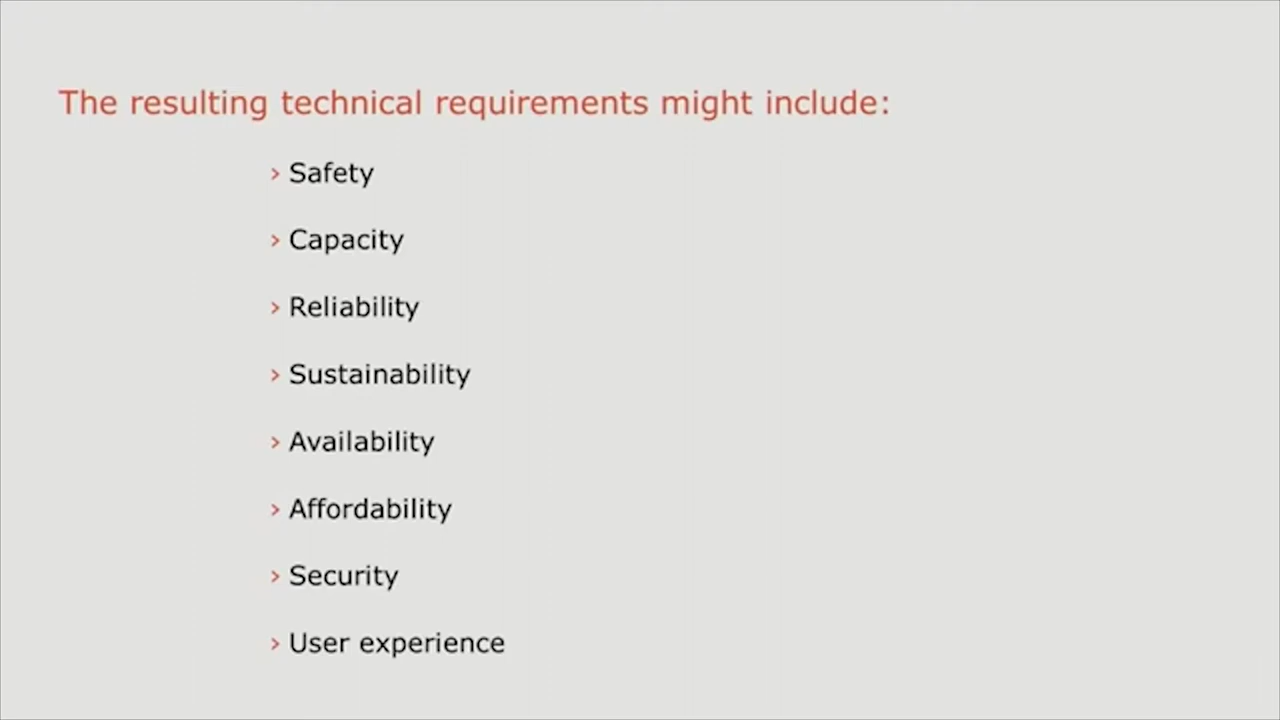 The resulting technical requirements might include:
› Safety
› Capacity
› Reliability
› Sustainability
› Availability
› Affordability
› Security
› User experience